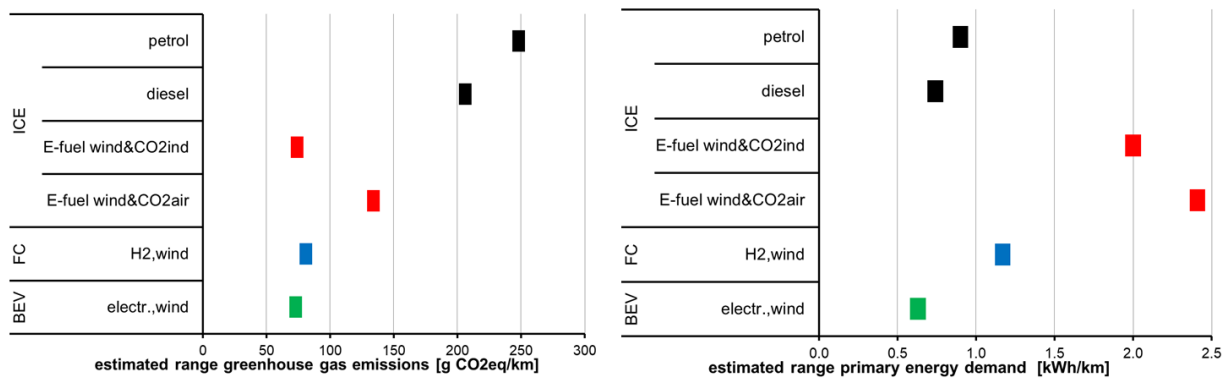 ICE
petrol
diesel
E-fuel wind&CO2ind
E-fuel wind&CO2air
FC
H2,wind
BEV
electr.,wind
0 50 100 150 200 250 300
estimated range greenhouse gas emissions [g CO2eq/km]
ICE
petrol
diesel
E-fuel wind&CO2ind
E-fuel wind&CO2air
FC
H2,wind
BEV
electr.,wind
0.0 0.5 1.0 1.5 2.0 2.5
estimated range primary energy demand [kWh/km]